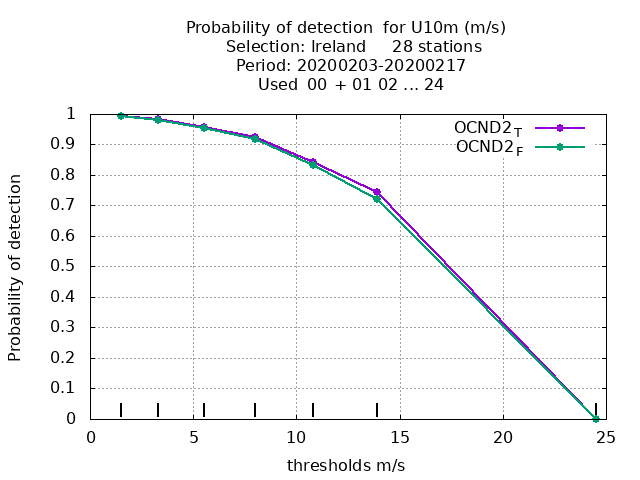 Probability of detection  for U10m (m/s)
Selection: Ireland     28 stations
Period: 20200203-20200217
Used  00  + 01 02 ... 24
OCND2T
OCND2F
Probability of detection
1
0.9
0.8
0.7
0.6
0.5
0.4
0.3
0.2
0.1
0
0 5 10 15 20 25
thresholds m/s